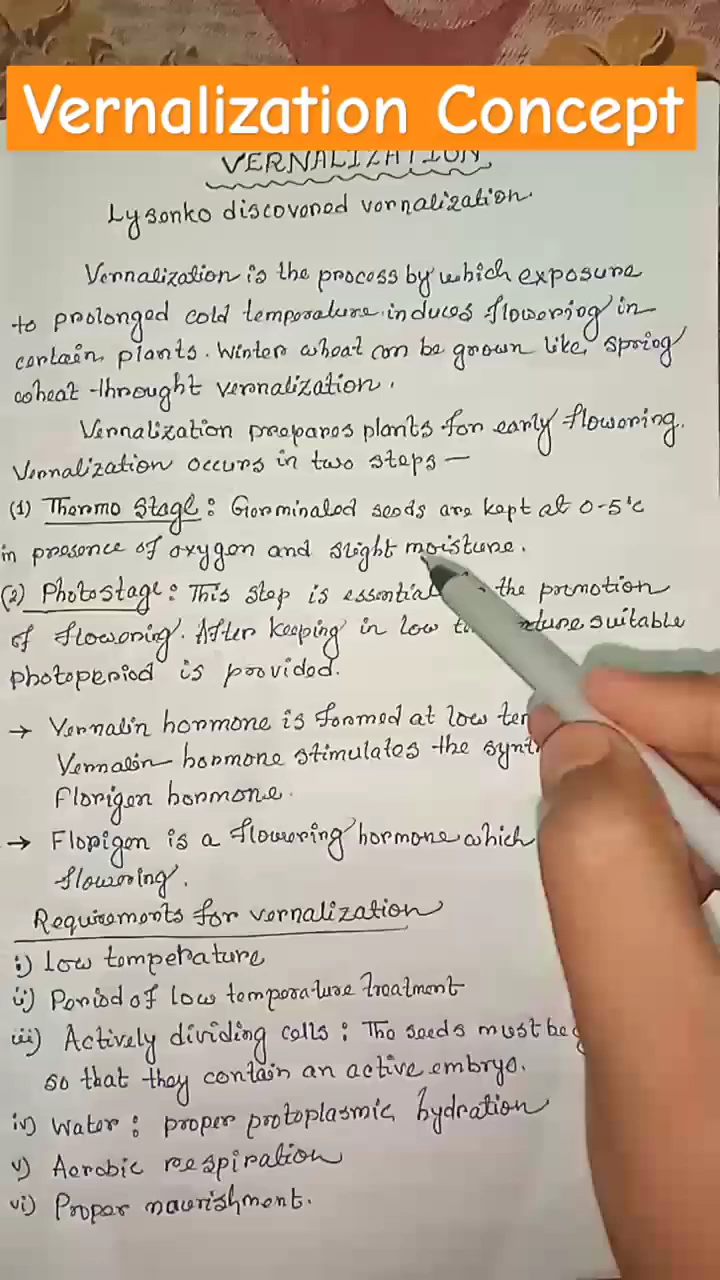 Vernalization Concept
VERNALIZATION
Lysenko discovered vernalization.
Vernalization is the process by which exposure
to prolonged cold temperature induces flowering in
certain plants. Winter wheat can be grown like spring
wheat throught vernalization.
Vernalization prepares plants for early flowering.
Vernalization occurs in two steps —
(1) Thermo Stage : Germinated seeds are kept at 0-5°c
in presence of oxygen and slight moisture.
(2) Photostage : This step is essential the promotion
of flowering. After keeping in low suitable
photoperiod is provided.
→ Vernalin hormone is formed at low
Vernalin hormone stimulates the
Florigen hormone.
→ Florigen is a flowering hormone which
flowering.
Requirements for vernalization
i) Low temperature
ii) Period of low temperature treatment
iii) Actively dividing cells : The seeds must be
so that they contain an active embryo.
iv) Water : proper protoplasmic hydration
v) Aerobic respiration
vi) Proper nourishment.